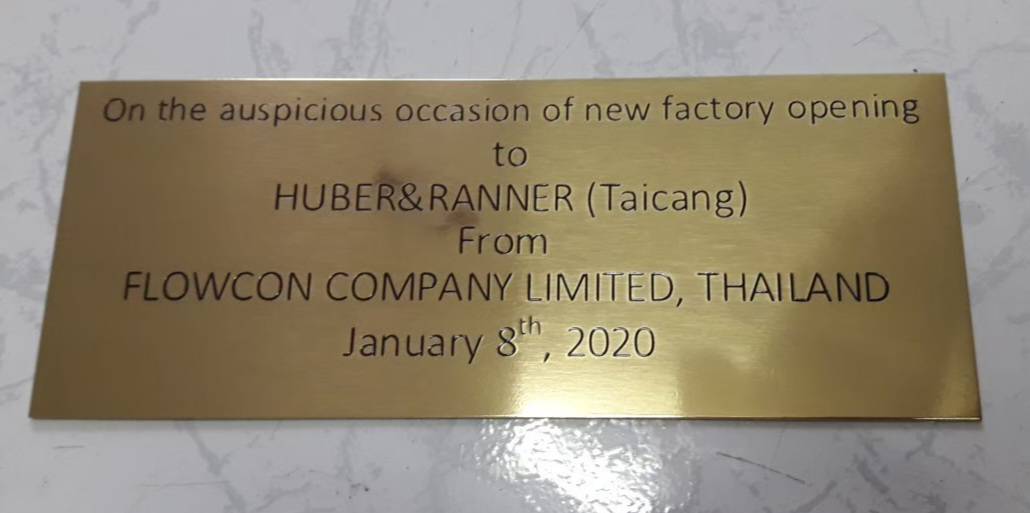 On the auspicious occasion of new factory opening
to
HUBER&RANNER (Taicang)
From
FLOWCON COMPANY LIMITED, THAILAND
January 8th, 2020